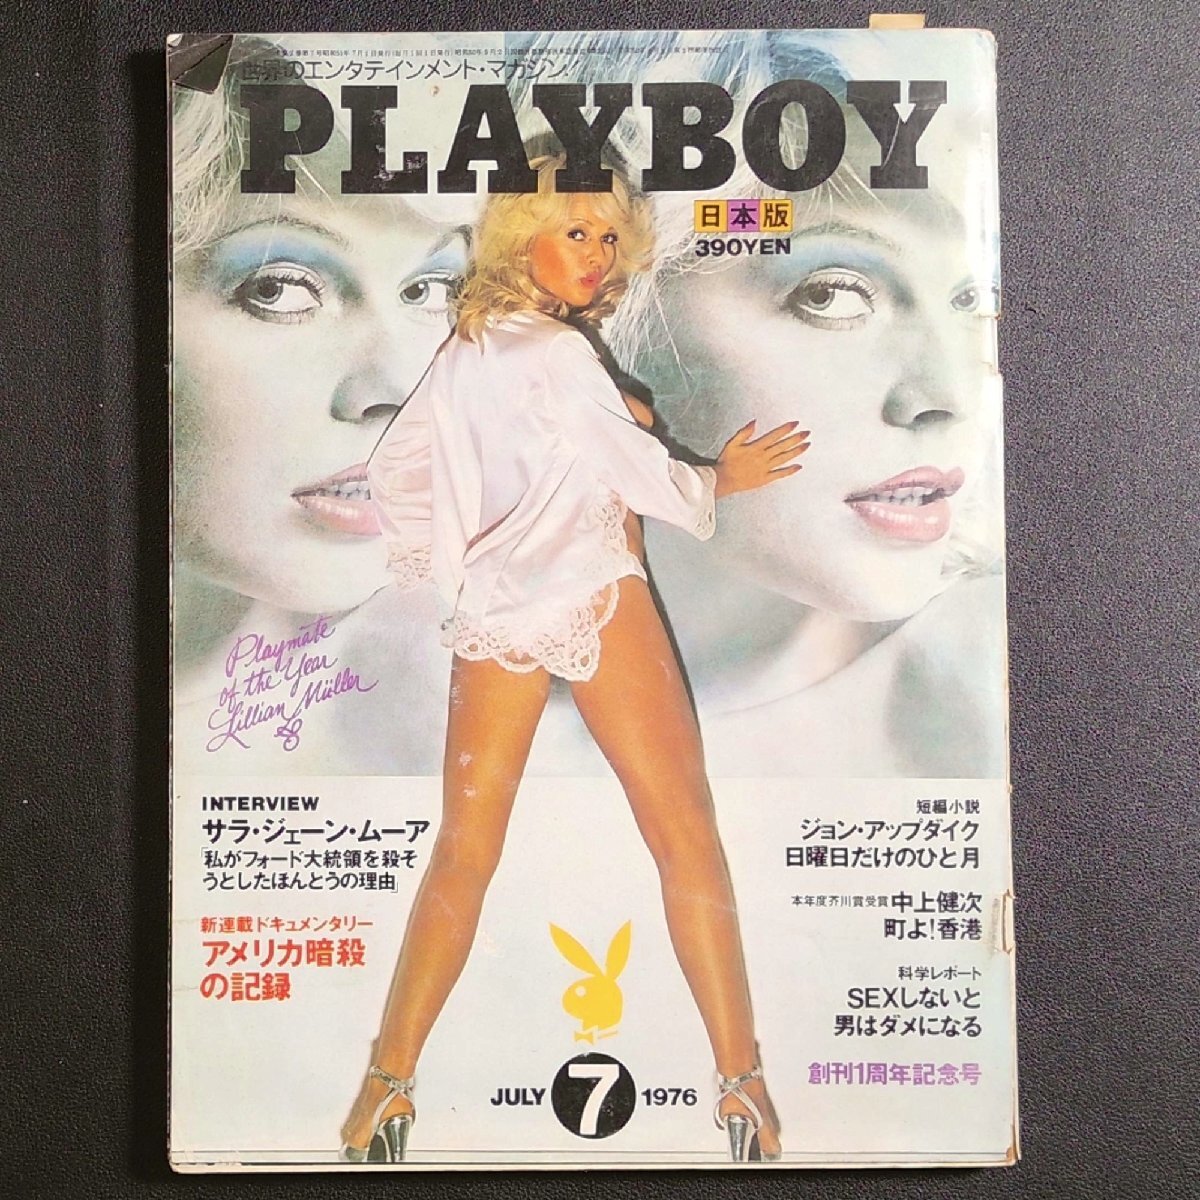 世界のエンタテインメント・マガジン!
PLAYBOY
日本版
390YEN
Playmate
of the Year
Lillian Müller
INTERVIEW
サラ・ジェーン・ムーア
「私がフォード大統領を殺そ
うとしたほんとうの理由」
新連載ドキュメンタリー
アメリカ暗殺
の記録
短編小説
ジョン・アップダイク
日曜日だけのひと月
本年度芥川賞受賞 中上健次
町よ!香港
科学レポート
SEXしないと
男はダメになる
創刊1周年記念号
JULY 7 1976